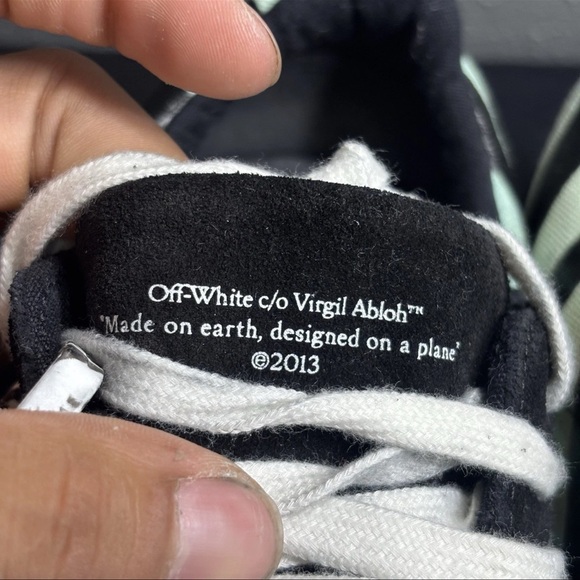 Off-White c/o Virgil Abloh™
"Made on earth, designed on a plane"
©2013